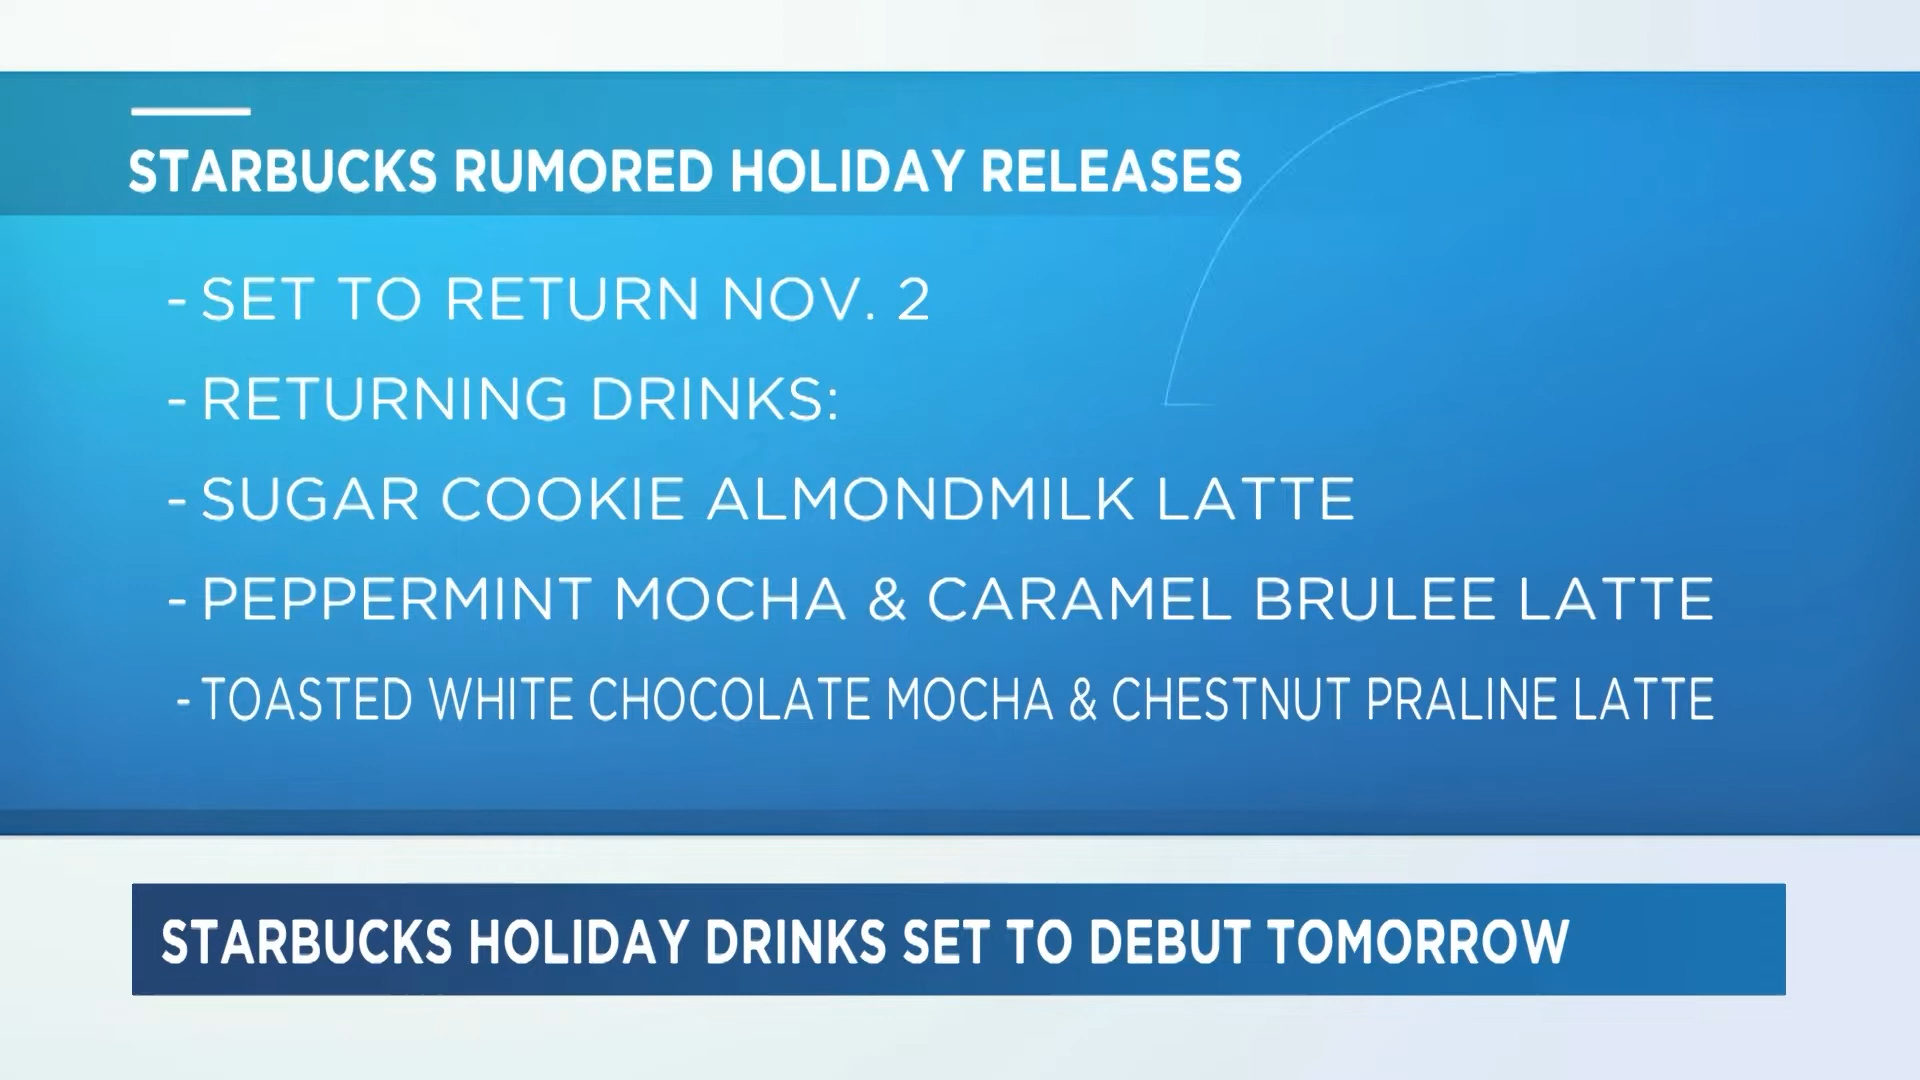 STARBUCKS RUMORED HOLIDAY RELEASES
- SET TO RETURN NOV. 2
- RETURNING DRINKS:
- SUGAR COOKIE ALMONDMILK LATTE
- PEPPERMINT MOCHA & CARAMEL BRULEE LATTE
- TOASTED WHITE CHOCOLATE MOCHA & CHESTNUT PRALINE LATTE
STARBUCKS HOLIDAY DRINKS SET TO DEBUT TOMORROW